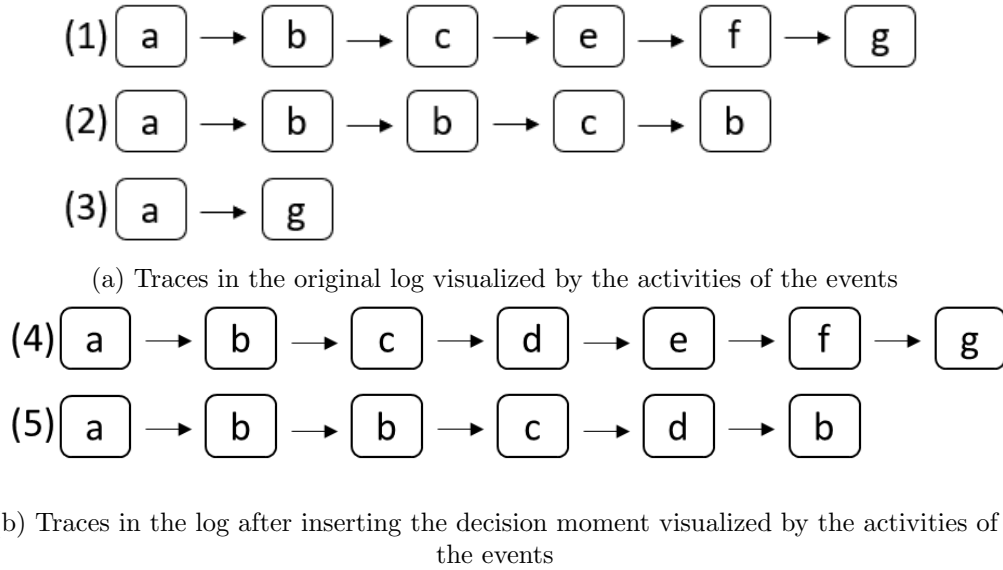 (1) a b c e f g
(2) a b b c b
(3) a g
(a) Traces in the original log visualized by the activities of the events
(4) a b c d e f g
(5) a b b c d b
b) Traces in the log after inserting the decision moment visualized by the activities of
the events